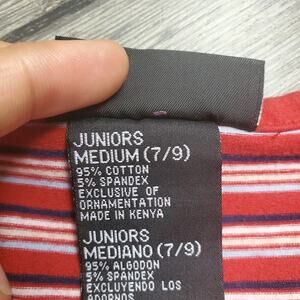 JUNIORS
MEDIUM (7/9)
95% COTTON
5% SPANDEX
EXCLUSIVE OF
ORNAMENTATION
MADE IN KENYA
JUNIORS
MEDIANO (7/9)
95% ALGODON
5% SPANDEX
EXCLUYENDO LOS
ADORNOS